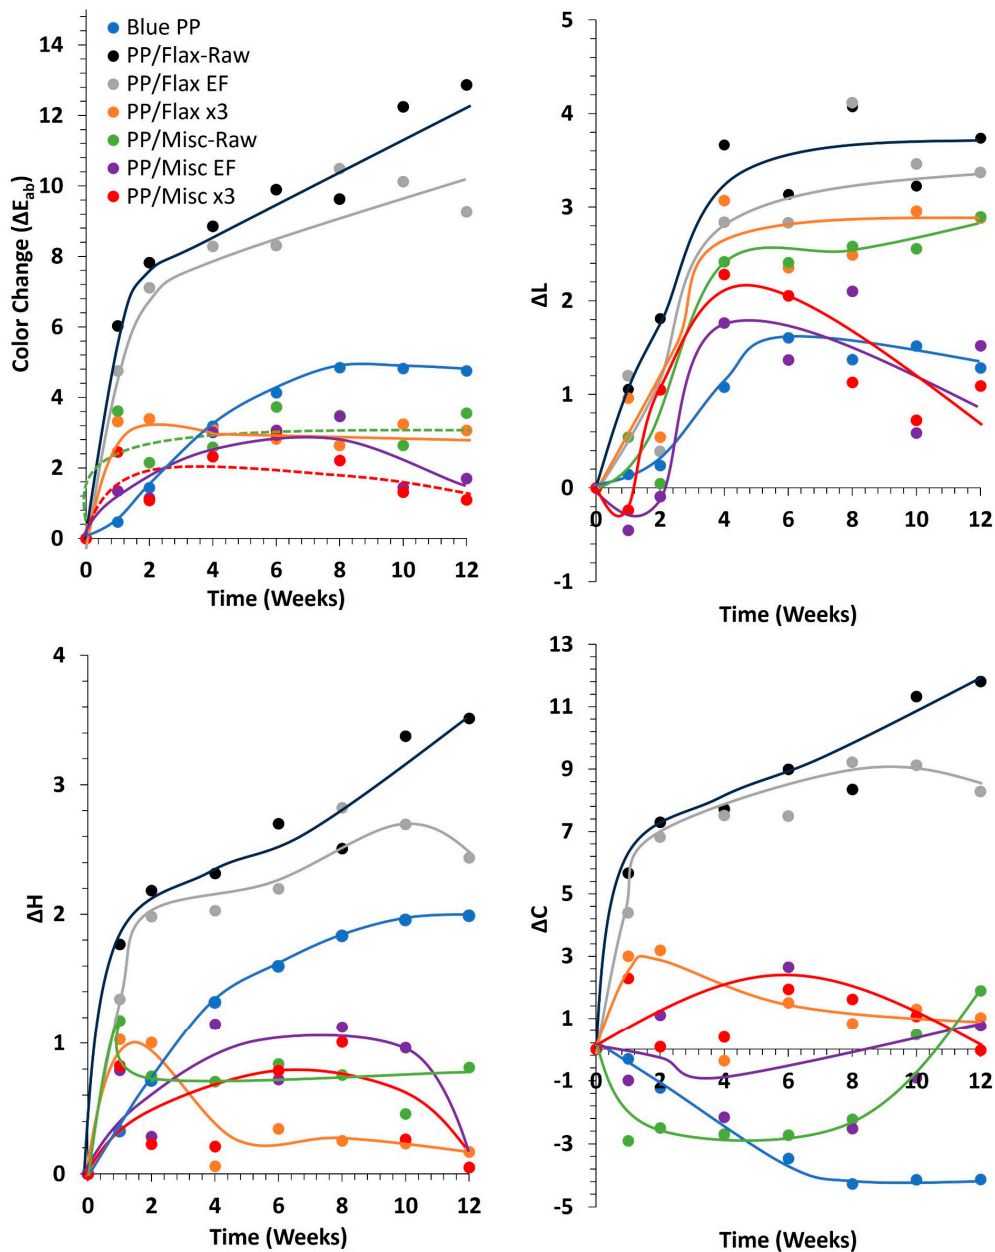 14
12
10
8
6
4
2
0
Color Change (ΔE_ab)
Blue PP
PP/Flax-Raw
PP/Flax EF
PP/Flax x3
PP/Misc-Raw
PP/Misc EF
PP/Misc x3
0 2 4 6 8 10 12
Time (Weeks)
5
4
3
2
1
0
-1
ΔL
0 2 4 6 8 10 12
Time (Weeks)
4
3
2
1
0
ΔH
0 2 4 6 8 10 12
Time (Weeks)
13
11
9
7
5
3
1
-1
-3
-5
ΔC
0 2 4 6 8 10 12
Time (Weeks)